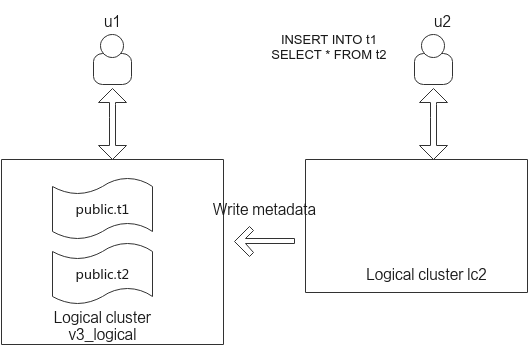 u1
u2
INSERT INTO t1
SELECT * FROM t2
public.t1
Write metadata
public.t2
Logical cluster lc2
Logical cluster
v3_logical